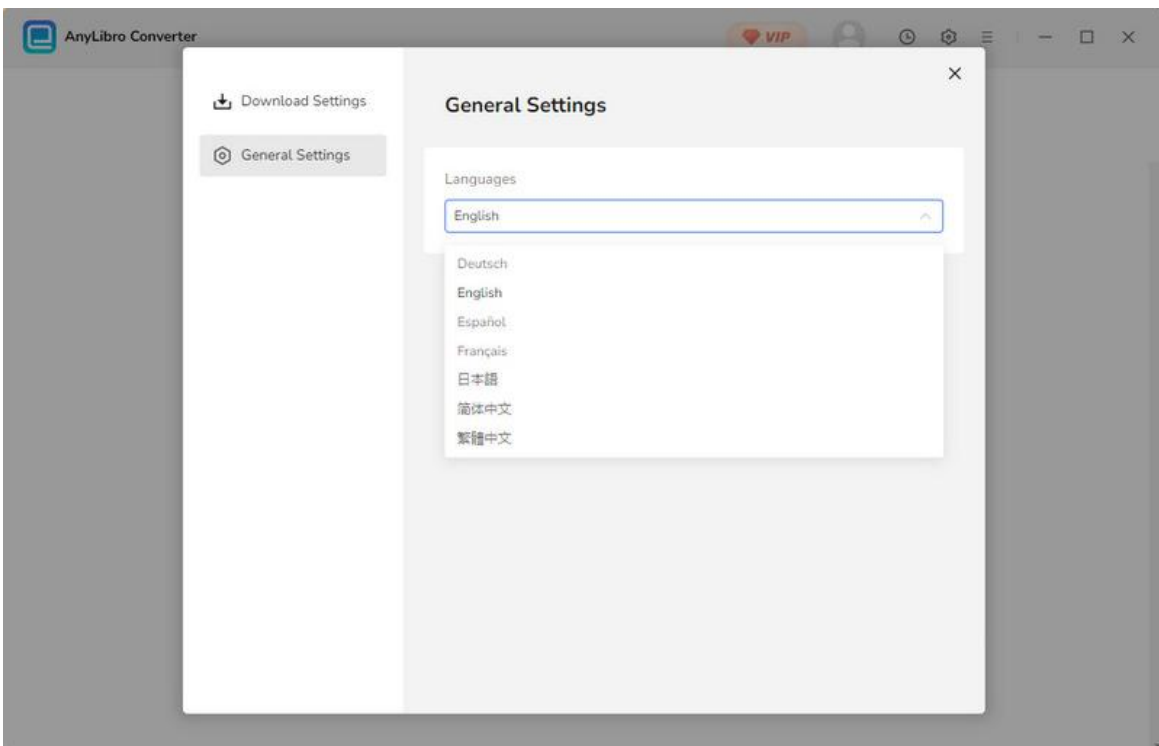 AnyLibro Converter
VIP
Download Settings
General Settings
General Settings
Languages
English
Deutsch
English
Español
Français
日本語
简体中文
繁體中文